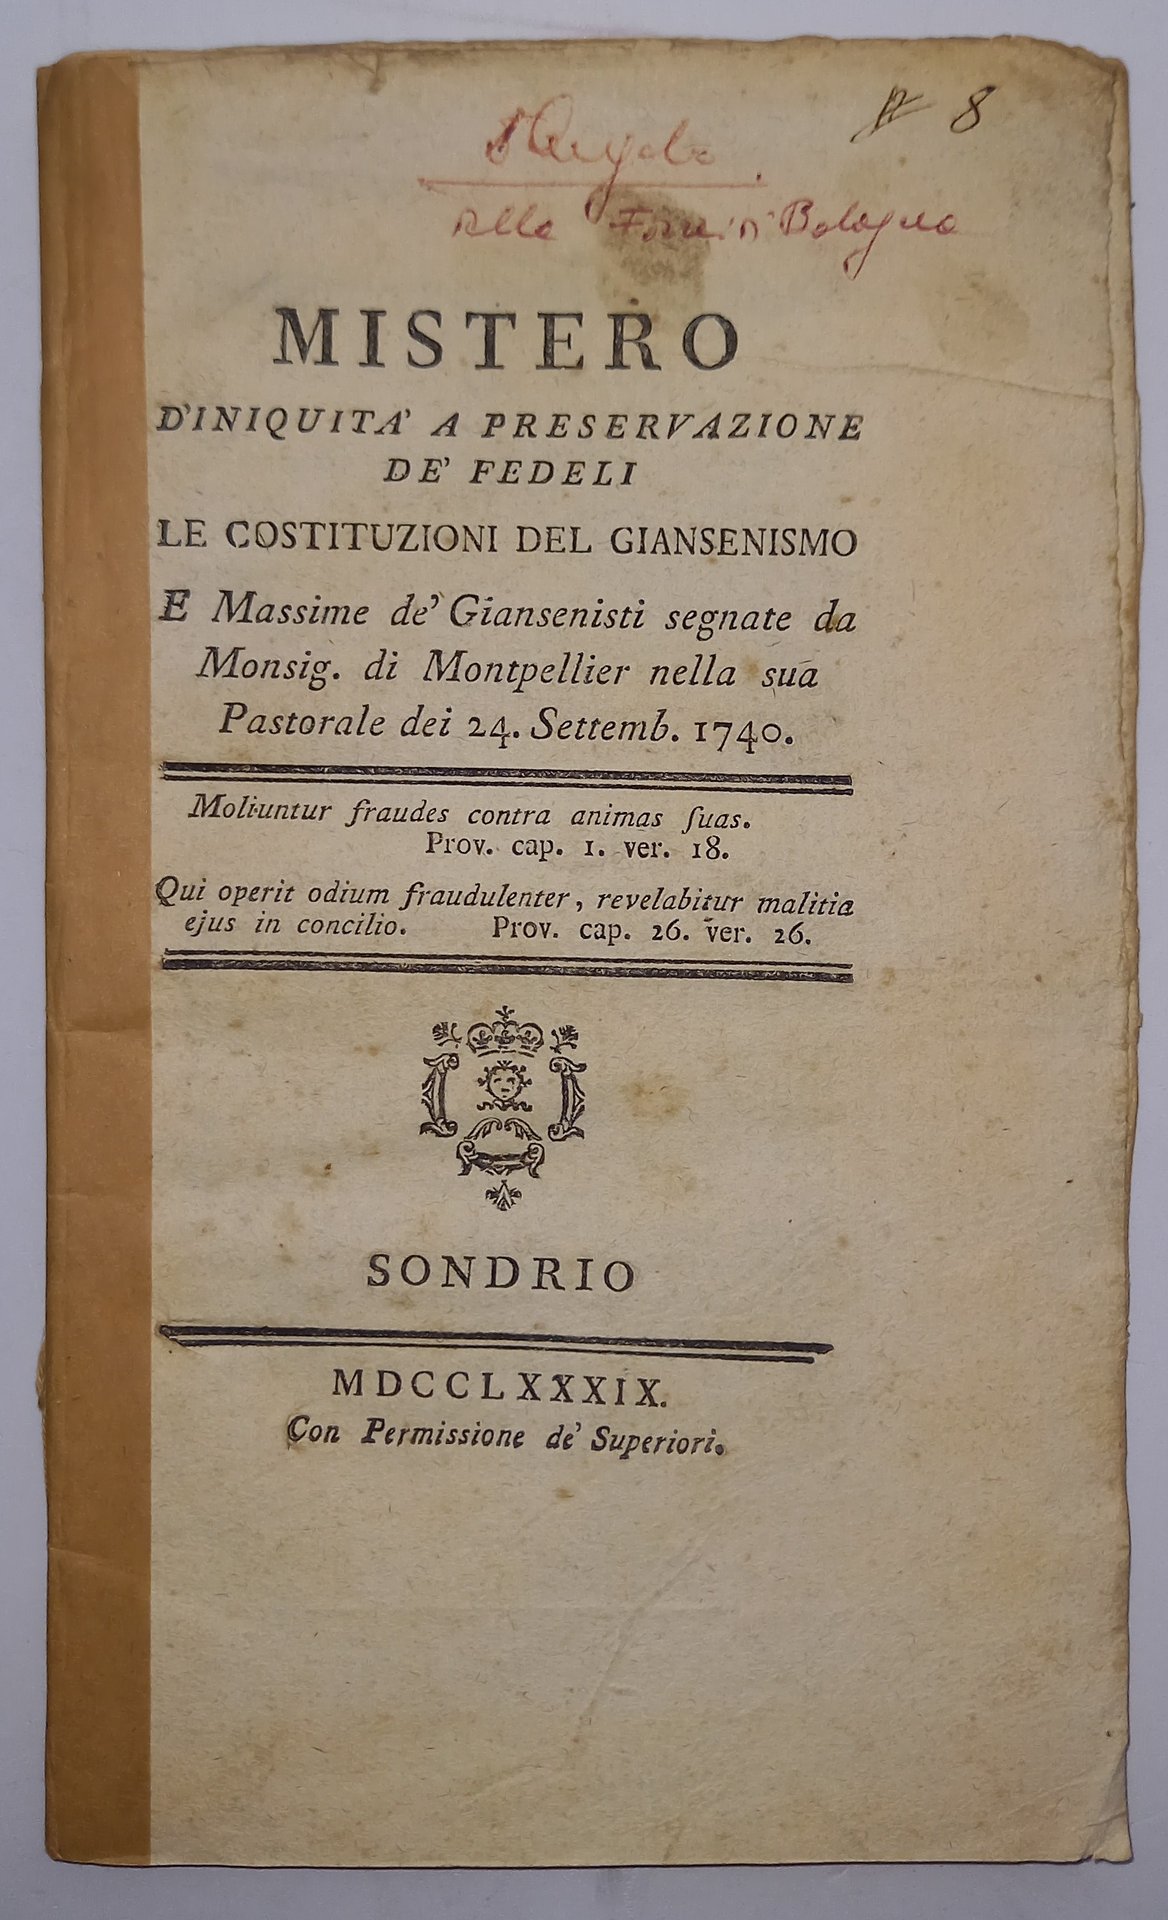 8
Bologna
MISTERO
D'INIQUITA' A PRESERVAZIONE
DE' FEDELI
LE COSTITUZIONI DEL GIANSENISMO
E Massime de' Giansenisti segnate da
Monsig. di Montpellier nella sua
Pastorale dei 24. Settemb. 1740.
Moliuntur fraudes contra animas ſuas.
Prov. cap. 1. ver. 18.
Qui operit odium fraudulenter, revelabitur malitia
ejus in concilio. Prov. cap. 26. ver. 26.
SONDRIO
MDCCLXXXIX.
Con Permissione de' Superiori.